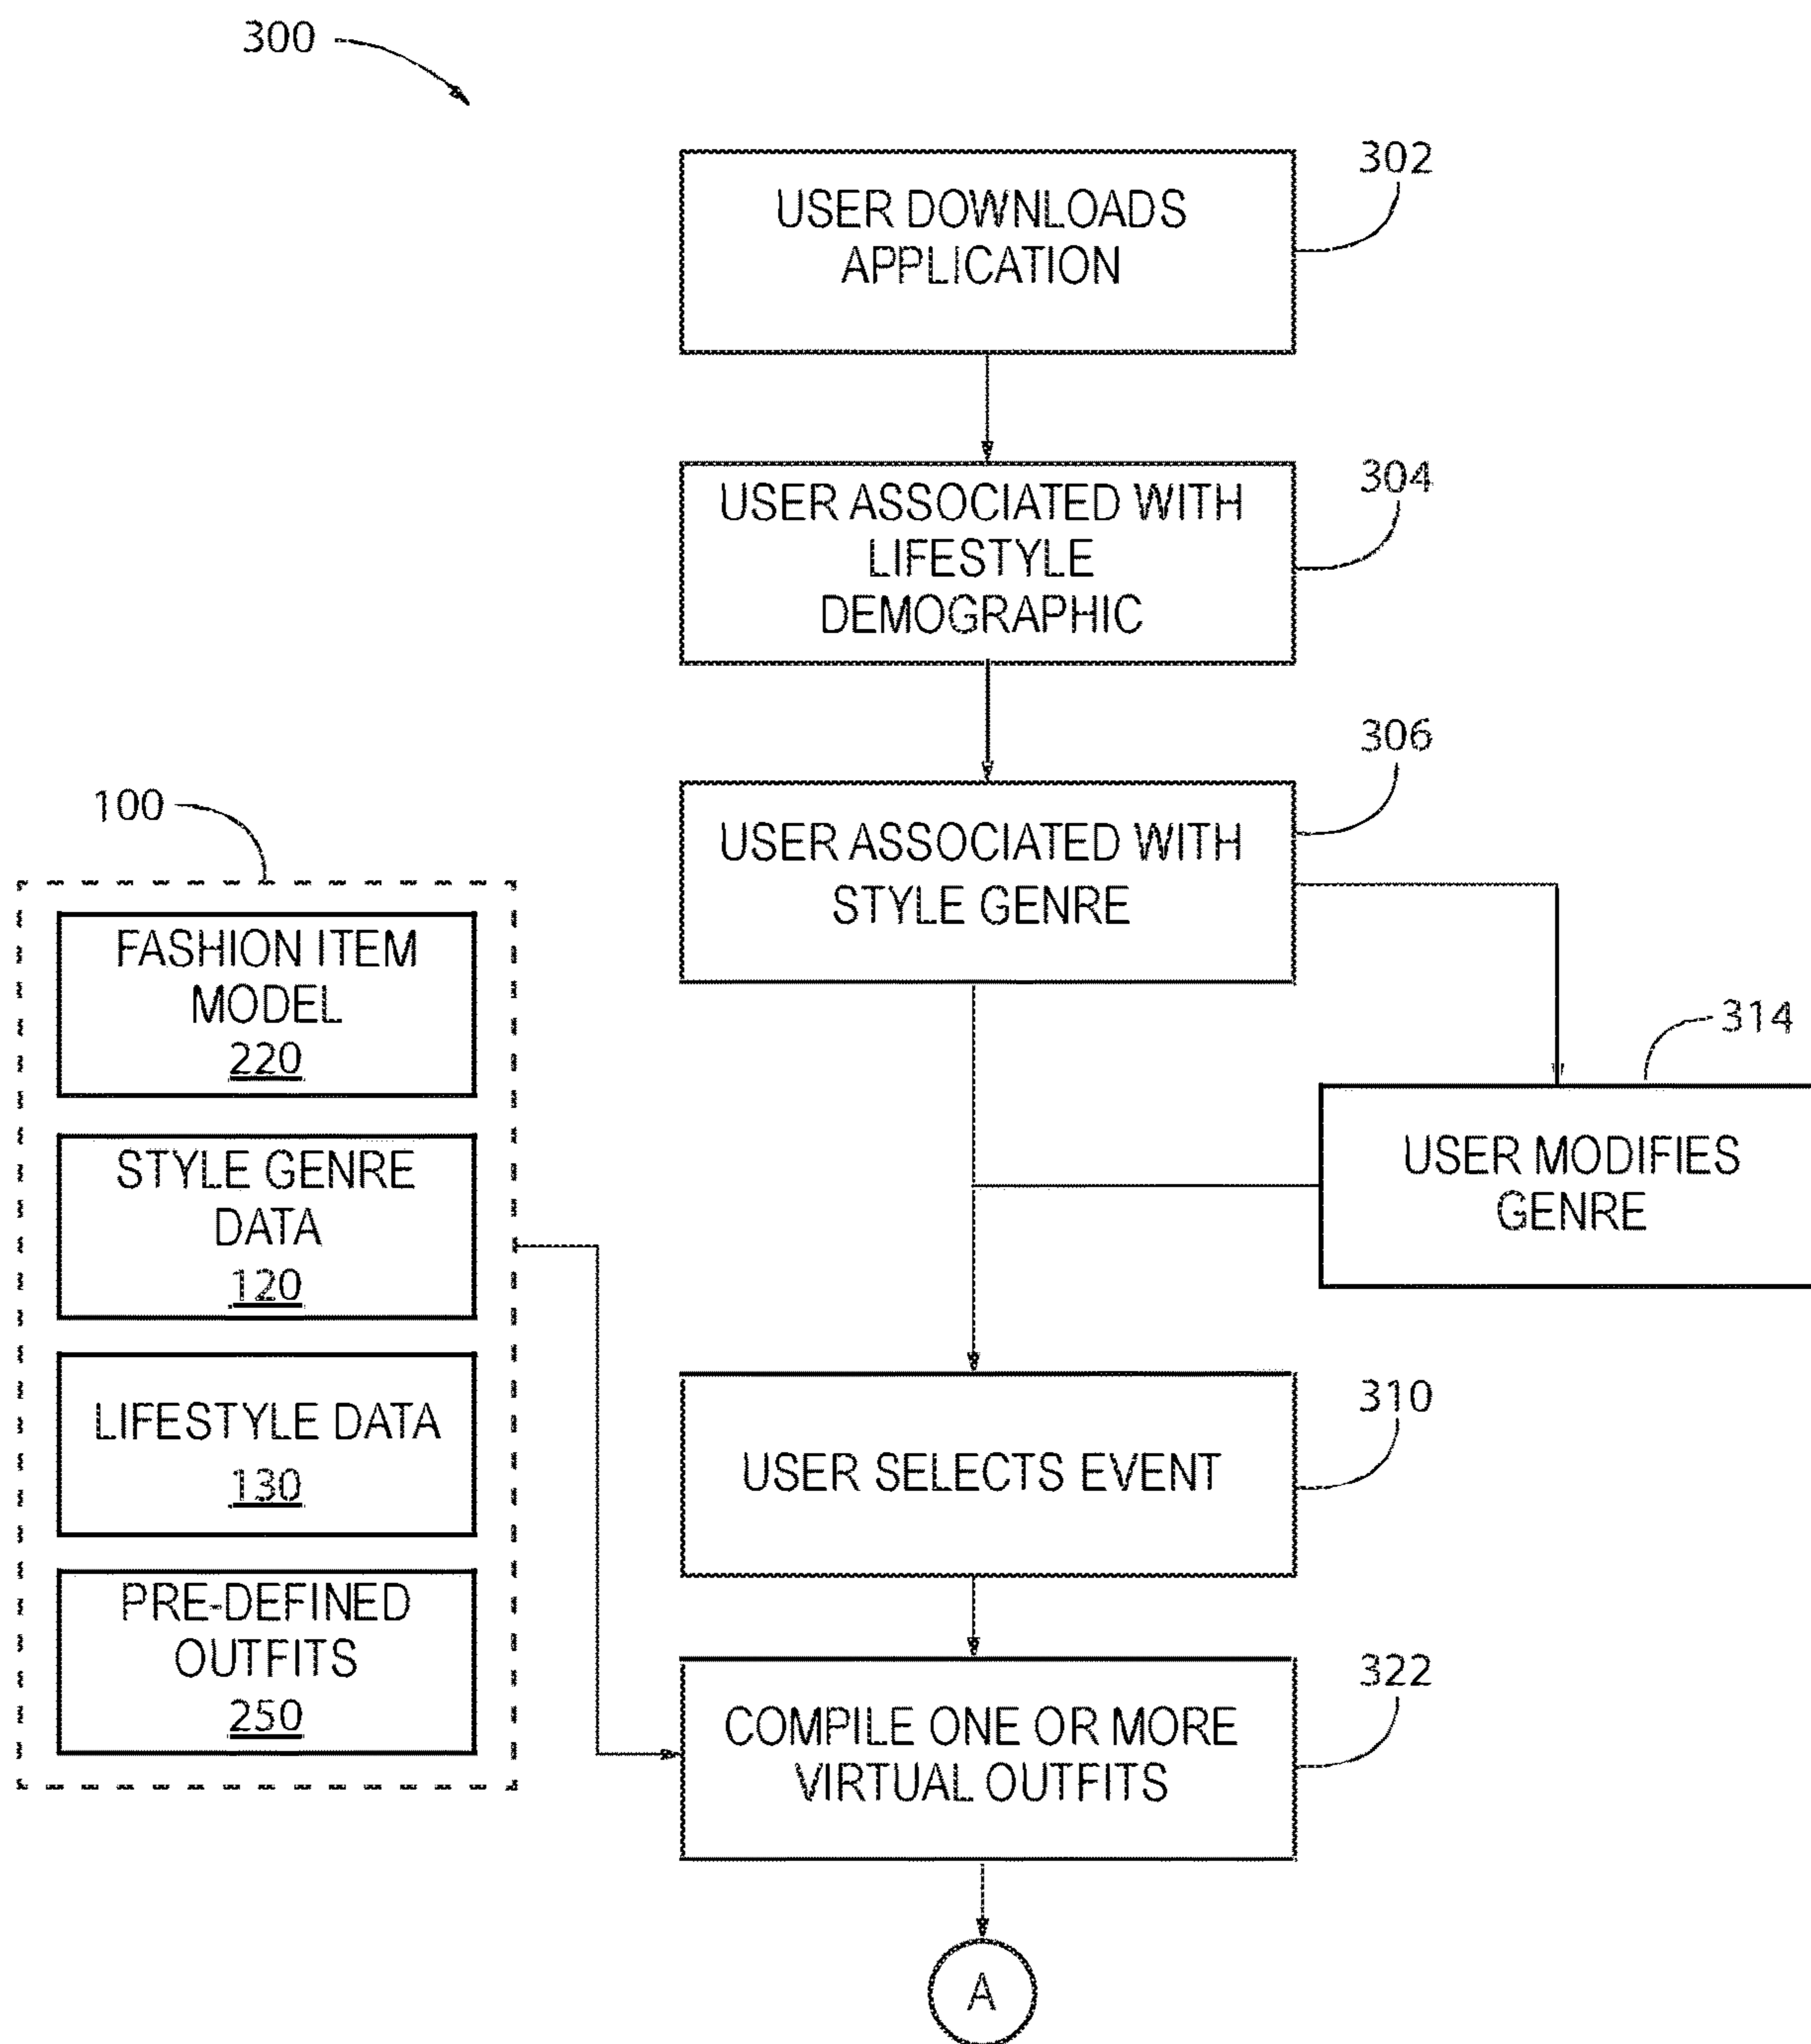 300
302
USER DOWNLOADS
APPLICATION
304
USER ASSOCIATED WITH
LIFESTYLE
DEMOGRAPHIC
306
USER ASSOCIATED WITH
STYLE GENRE
100
FASHION ITEM
MODEL
220
STYLE GENRE
DATA
120
LIFESTYLE DATA
130
PRE-DEFINED
OUTFITS
250
314
USER MODIFIES
GENRE
310
USER SELECTS EVENT
322
COMPILE ONE OR MORE
VIRTUAL OUTFITS
A